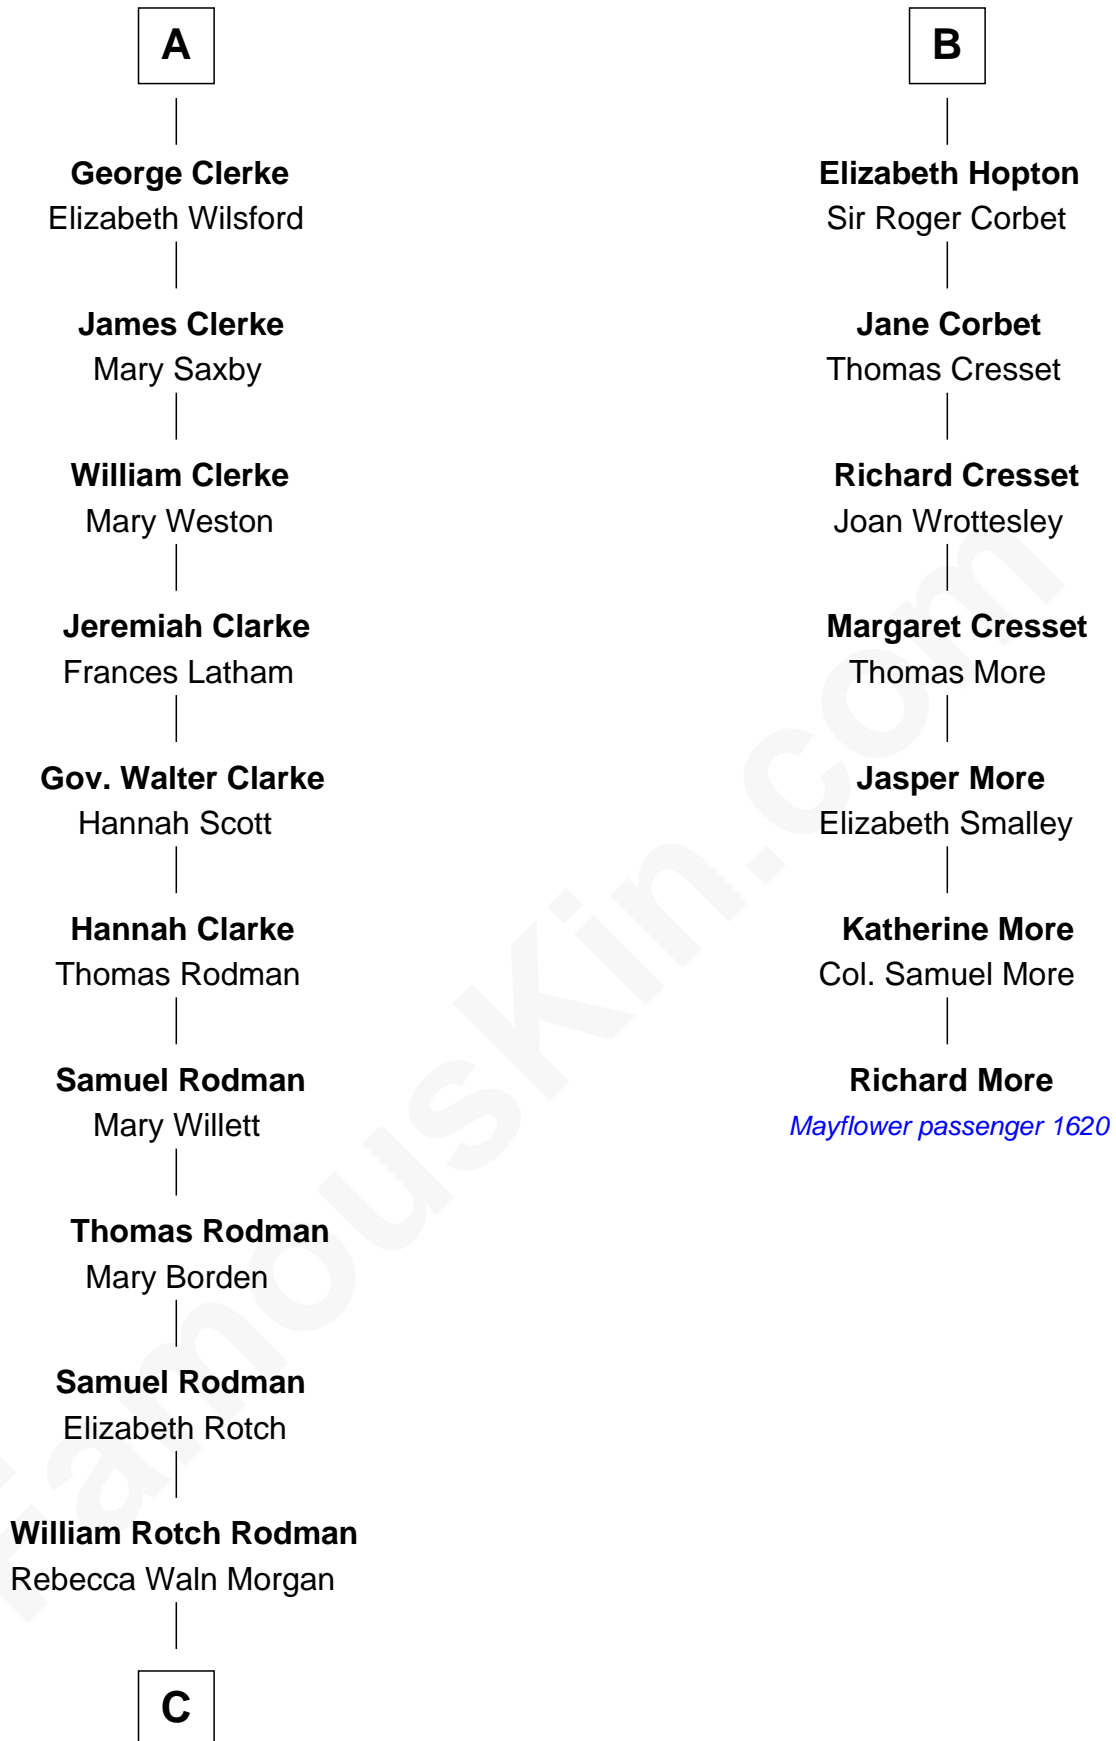 A
George Clerke
Elizabeth Wilsford
James Clerke
Mary Saxby
William Clerke
Mary Weston
Jeremiah Clarke
Frances Latham
Gov. Walter Clarke
Hannah Scott
Hannah Clarke
Thomas Rodman
Samuel Rodman
Mary Willett
Thomas Rodman
Mary Borden
Samuel Rodman
Elizabeth Rotch
William Rotch Rodman
Rebecca Waln Morgan
C
B
Elizabeth Hopton
Sir Roger Corbet
Jane Corbet
Thomas Cresset
Richard Cresset
Joan Wrottesley
Margaret Cresset
Thomas More
Jasper More
Elizabeth Smalley
Katherine More
Col. Samuel More
Richard More
Mayflower passenger 1620
FamousKin.com